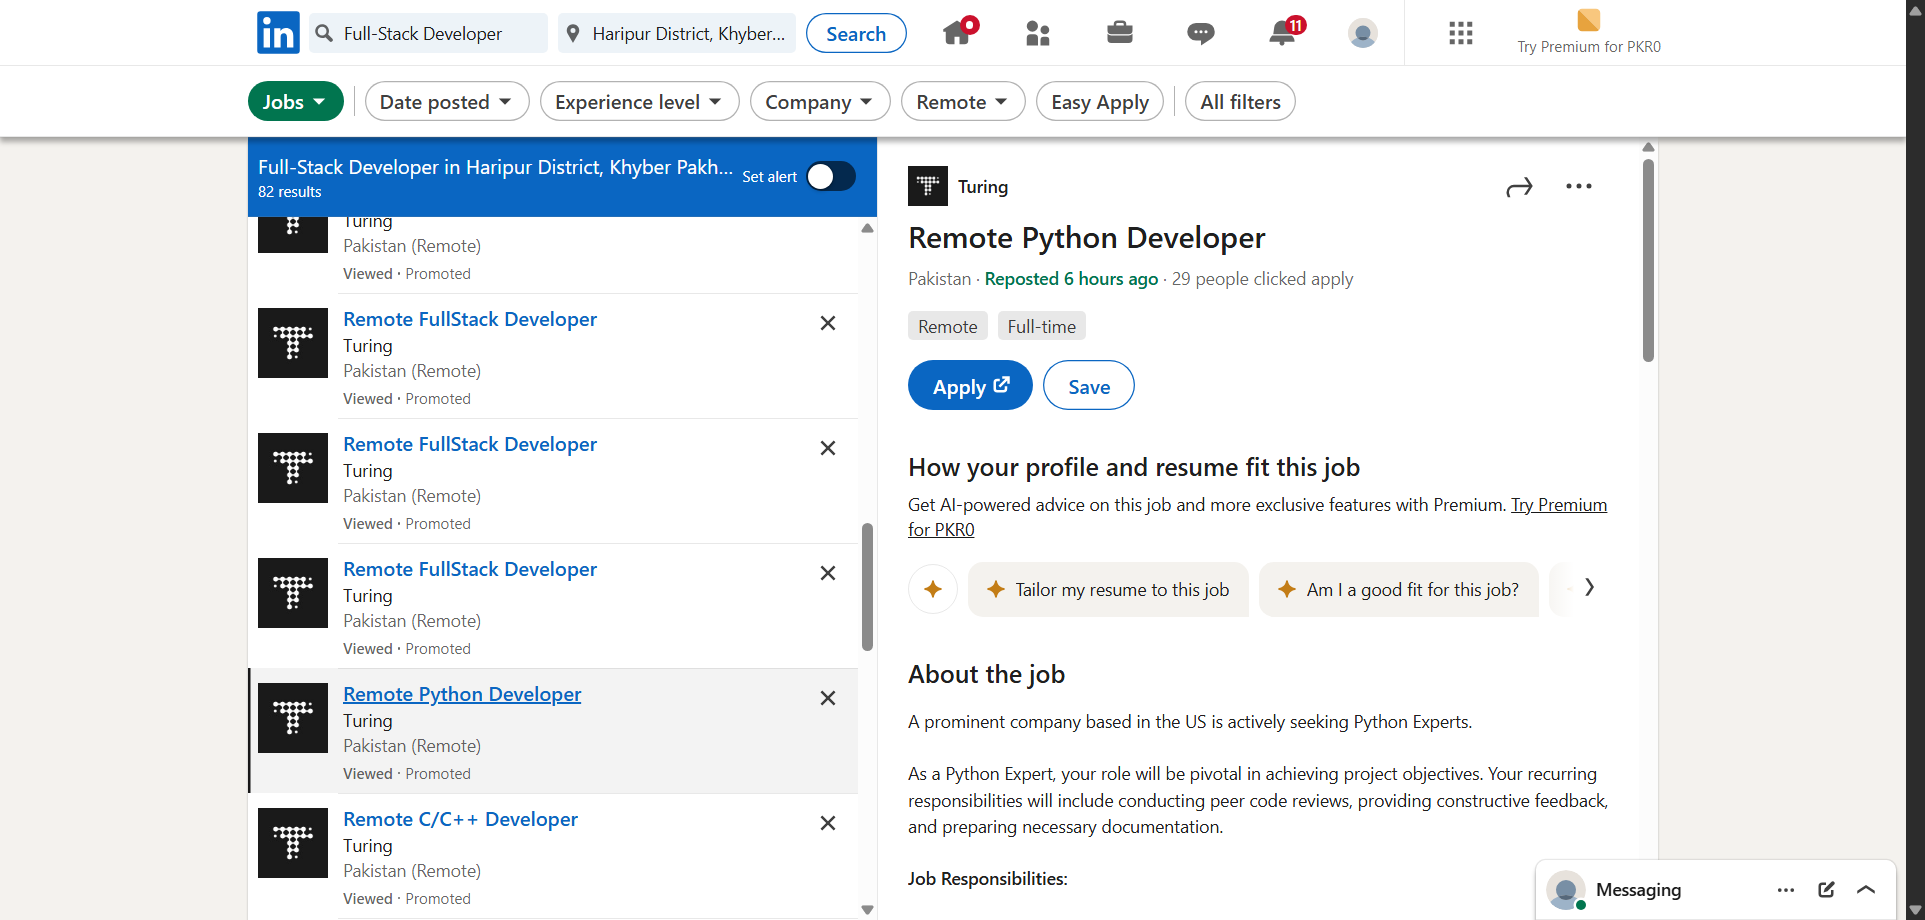 in
Full-Stack Developer
Haripur District, Khyber...
Search
11
Try Premium for PKR0
Jobs
Date posted
Experience level
Company
Remote
Easy Apply
All filters
Full-Stack Developer in Haripur District, Khyber Pakh...
82 results
Set alert
Turing
Pakistan (Remote)
Viewed · Promoted
Remote FullStack Developer
Turing
Pakistan (Remote)
Viewed · Promoted
Remote FullStack Developer
Turing
Pakistan (Remote)
Viewed · Promoted
Remote FullStack Developer
Turing
Pakistan (Remote)
Viewed · Promoted
Remote Python Developer
Turing
Pakistan (Remote)
Viewed · Promoted
Remote C/C++ Developer
Turing
Pakistan (Remote)
Viewed · Promoted
Turing
Remote Python Developer
Pakistan · Reposted 6 hours ago · 29 people clicked apply
Remote
Full-time
Apply
Save
How your profile and resume fit this job
Get AI-powered advice on this job and more exclusive features with Premium. Try Premium
for PKR0
Tailor my resume to this job
Am I a good fit for this job?
About the job
A prominent company based in the US is actively seeking Python Experts.
As a Python Expert, your role will be pivotal in achieving project objectives. Your recurring
responsibilities will include conducting peer code reviews, providing constructive feedback,
and preparing necessary documentation.
Job Responsibilities:
Messaging